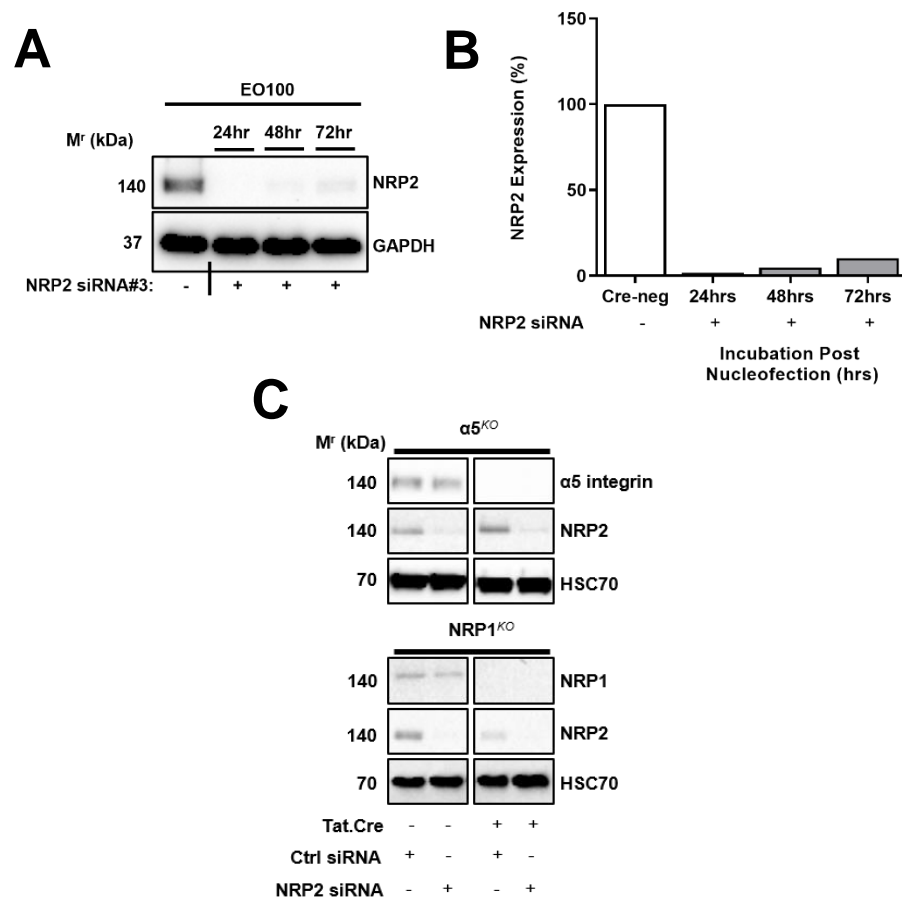 A
EO100
Mʳ (kDa)
24hr 48hr 72hr
140
NRP2
37
GAPDH
NRP2 siRNA#3: - + + +
B
NRP2 Expression (%)
150
100
50
0
Cre-neg 24hrs 48hrs 72hrs
NRP2 siRNA - + + +
Incubation Post
Nucleofection (hrs)
C
α5ᴷᴼ
Mʳ (kDa)
140 α5 integrin
140 NRP2
70 HSC70
NRP1ᴷᴼ
140 NRP1
140 NRP2
70 HSC70
Tat.Cre - - + +
Ctrl siRNA + - + -
NRP2 siRNA - + - +